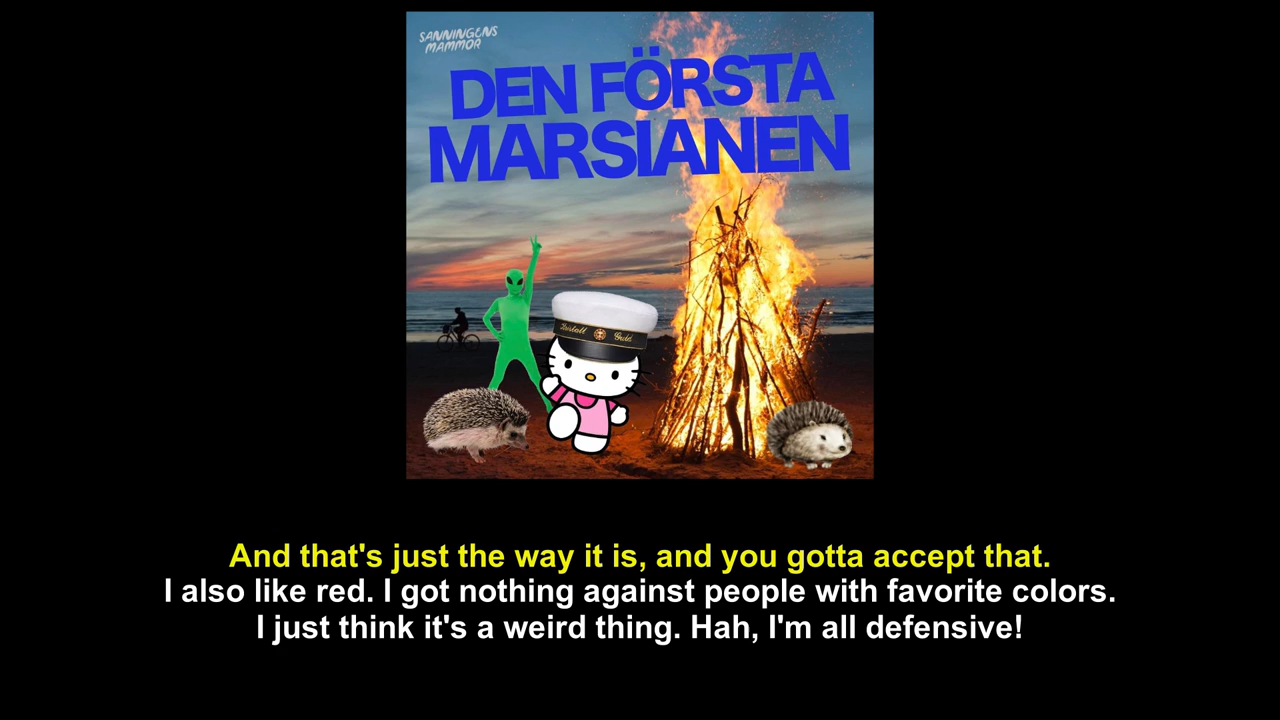 SANNINGENS
MAMMOR
DEN FÖRSTA
MARSIANEN
And that's just the way it is, and you gotta accept that.
I also like red. I got nothing against people with favorite colors.
I just think it's a weird thing. Hah, I'm all defensive!